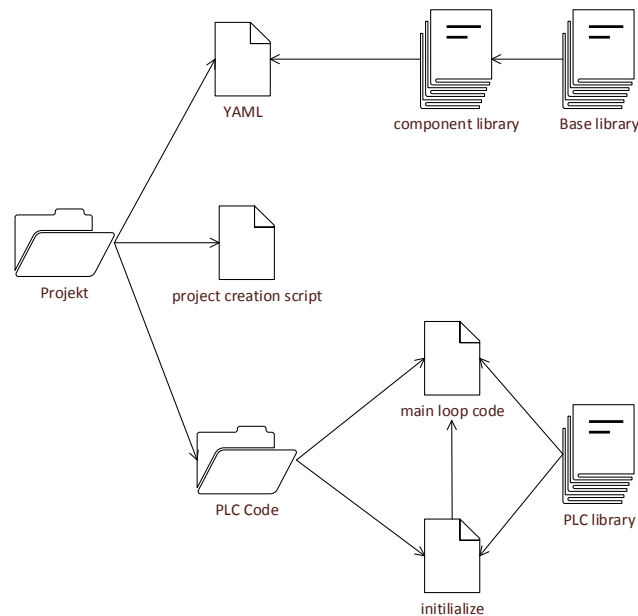 YAML
component library
Base library
Projekt
project creation script
main loop code
PLC Code
PLC library
initilialize